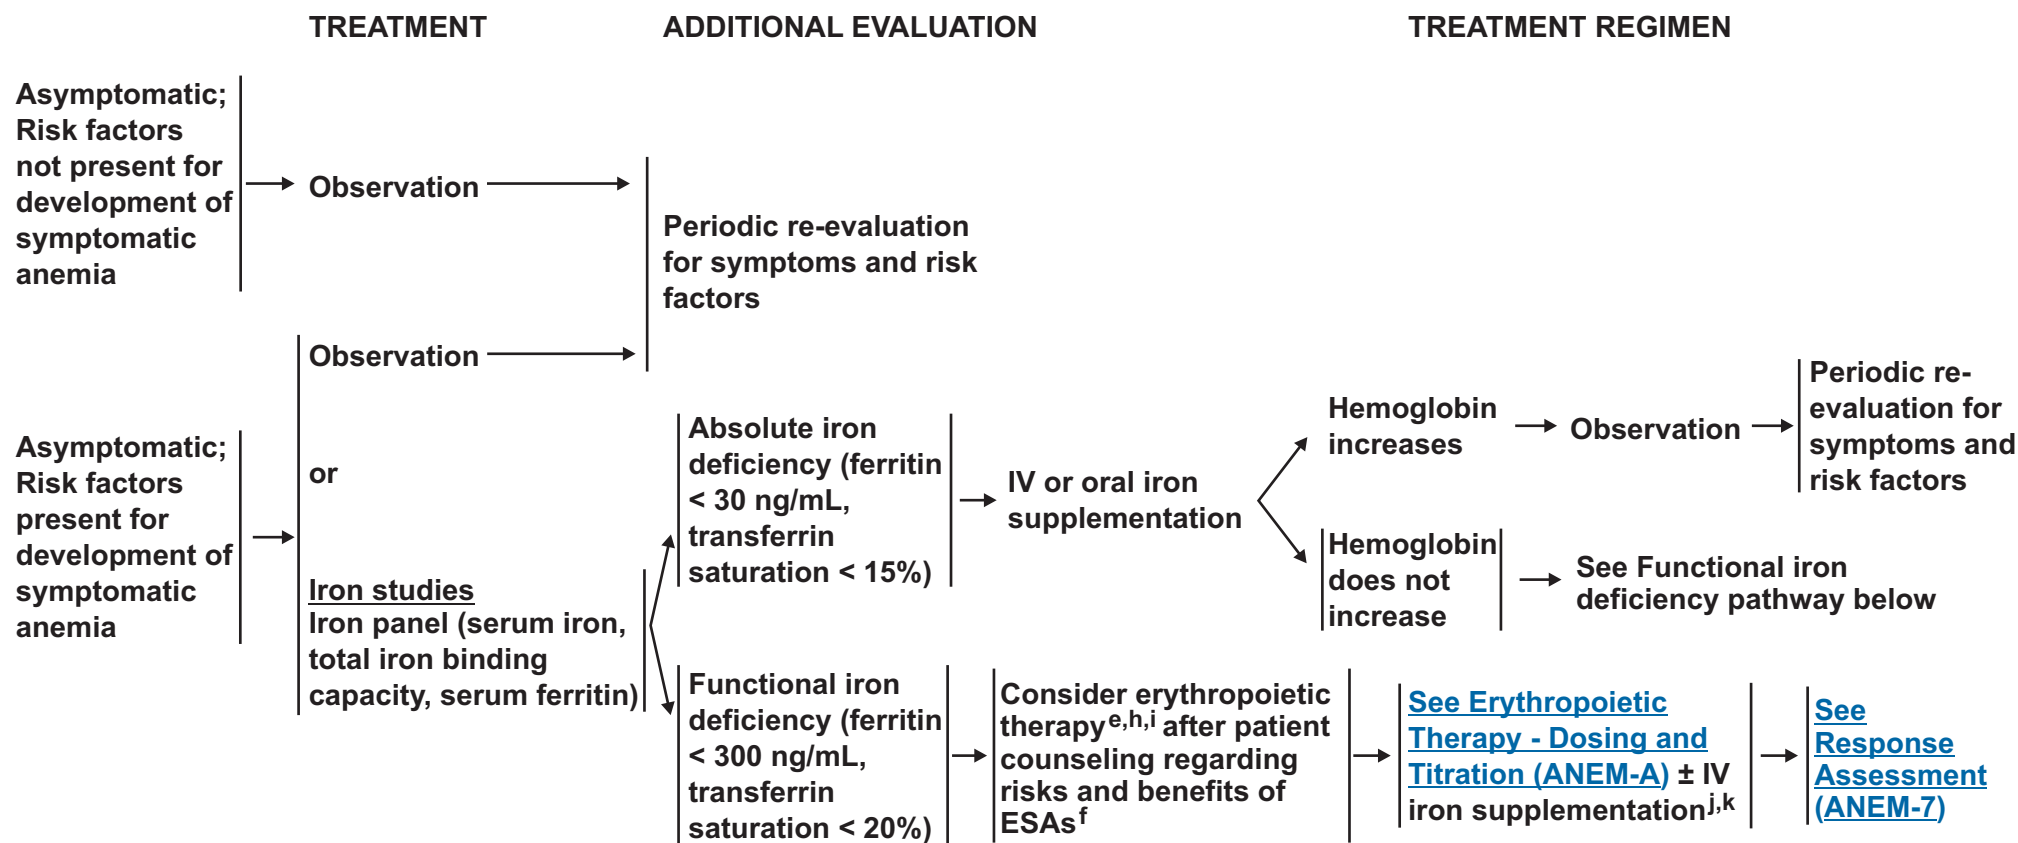 TREATMENT
ADDITIONAL EVALUATION
TREATMENT REGIMEN
Asymptomatic;
Risk factors
not present for
development of
symptomatic
anemia
Observation
Periodic re-evaluation
for symptoms and risk
factors
Asymptomatic;
Risk factors
present for
development of
symptomatic
anemia
Observation
or
Iron studies
Iron panel (serum iron,
total iron binding
capacity, serum ferritin)
Absolute iron
deficiency (ferritin
< 30 ng/mL,
transferrin
saturation < 15%)
IV or oral iron
supplementation
Hemoglobin
increases
Observation
Periodic re-
evaluation for
symptoms and
risk factors
Hemoglobin
does not
increase
See Functional iron
deficiency pathway below
Functional iron
deficiency (ferritin
< 300 ng/mL,
transferrin
saturation < 20%)
Consider erythropoietic
therapy e,h,i after patient
counseling regarding
risks and benefits of
ESAs f
See Erythropoietic
Therapy - Dosing and
Titration (ANEM-A) ± IV
iron supplementation j,k
See
Response
Assessment
(ANEM-7)